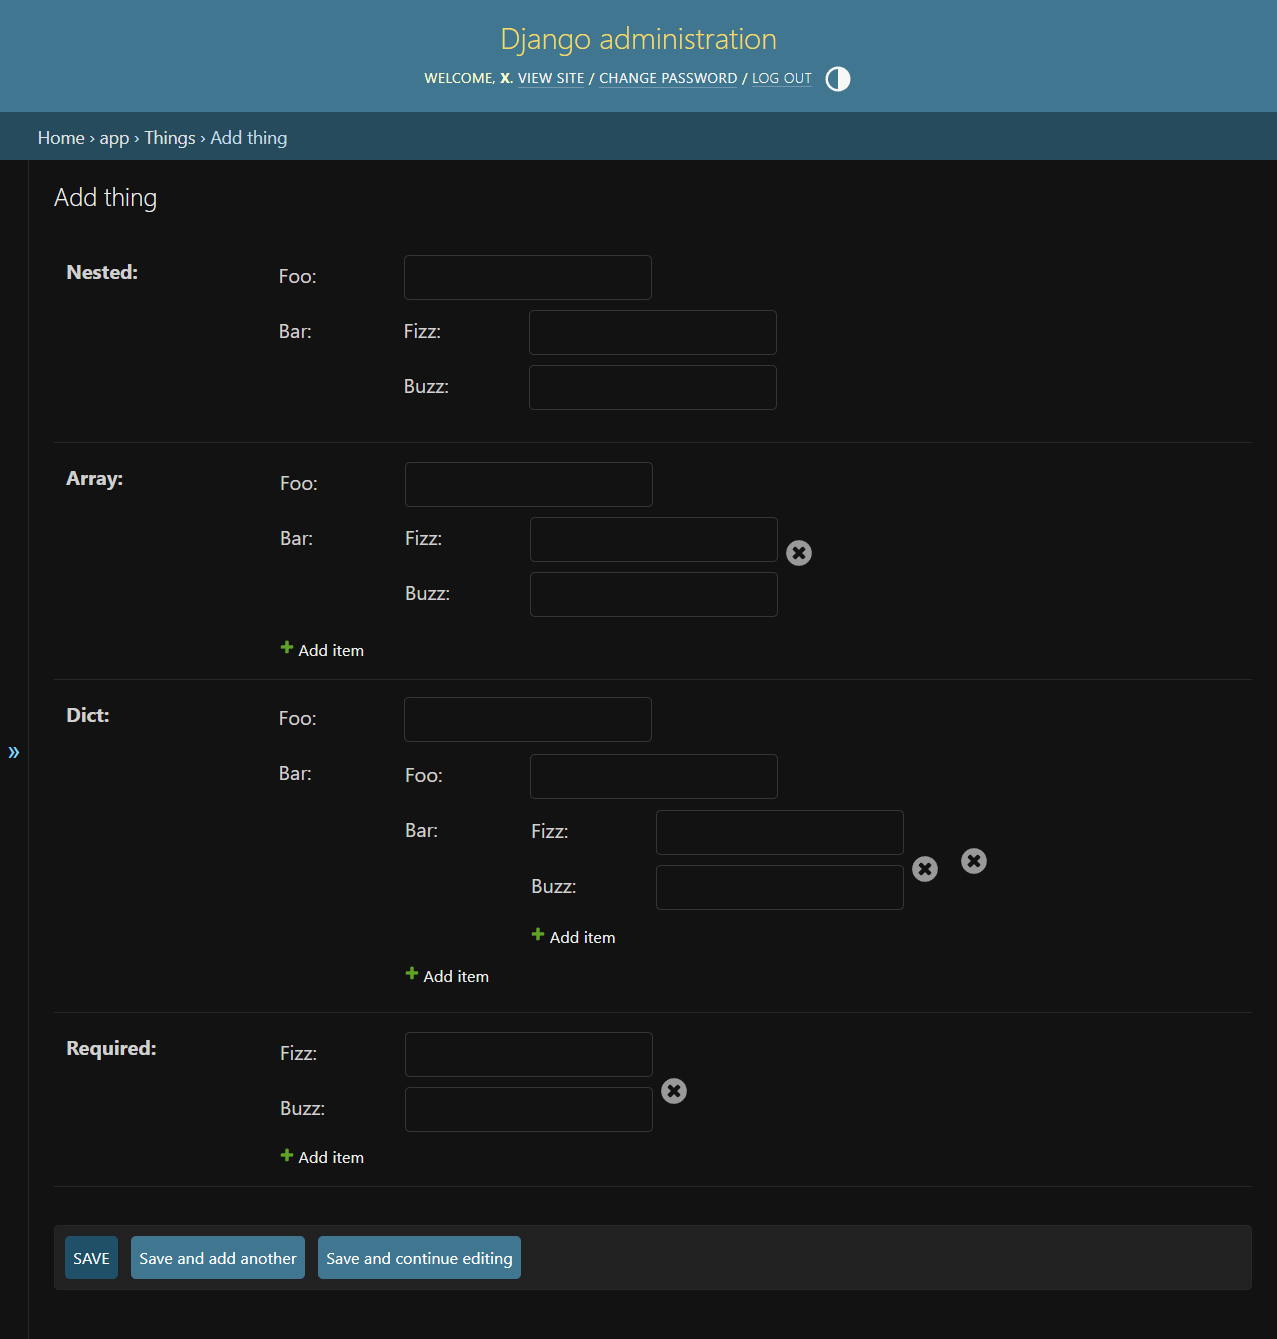 Django administration
WELCOME, X. VIEW SITE / CHANGE PASSWORD / LOG OUT
Home › app › Things › Add thing
Add thing
Nested:
Foo:
Bar:
Fizz:
Buzz:
Array:
Foo:
Bar:
Fizz:
Buzz:
Add item
»
Dict:
Foo:
Bar:
Foo:
Bar:
Fizz:
Buzz:
Add item
Add item
Required:
Fizz:
Buzz:
Add item
SAVE
Save and add another
Save and continue editing